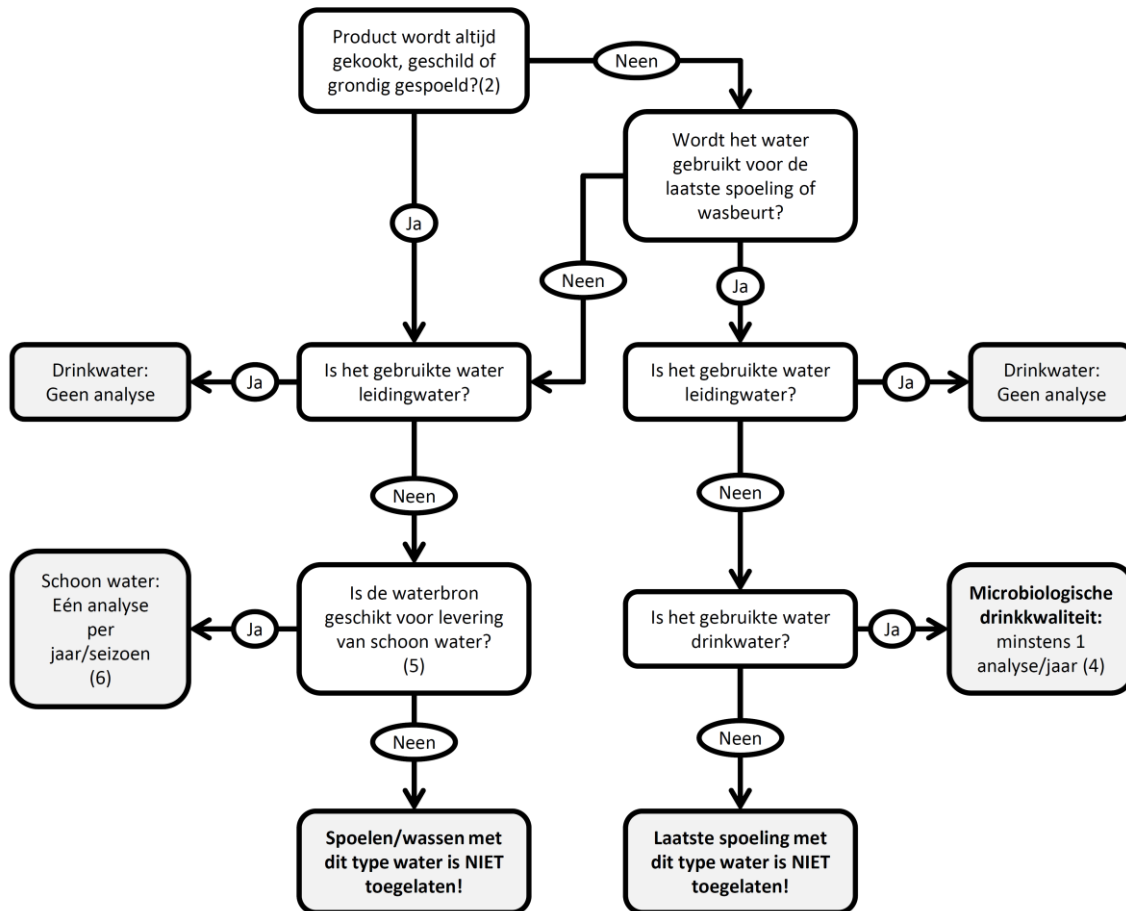 Product wordt altijd
gekookt, geschild of
grondig gespoeld?(2)
Neen
Wordt het water
gebruikt voor de
laatste spoeling of
wasbeurt?
Ja
Neen
Ja
Drinkwater:
Geen analyse
Ja
Is het gebruikte water
leidingwater?
Is het gebruikte water
leidingwater?
Ja
Drinkwater:
Geen analyse
Neen
Neen
Schoon water:
Eén analyse
per
jaar/seizoen
(6)
Ja
Is de waterbron
geschikt voor levering
van schoon water?
(5)
Is het gebruikte water
drinkwater?
Ja
Microbiologische
drinkkwaliteit:
minstens 1
analyse/jaar (4)
Neen
Neen
Spoelen/wassen met
dit type water is NIET
toegelaten!
Laatste spoeling met
dit type water is NIET
toegelaten!